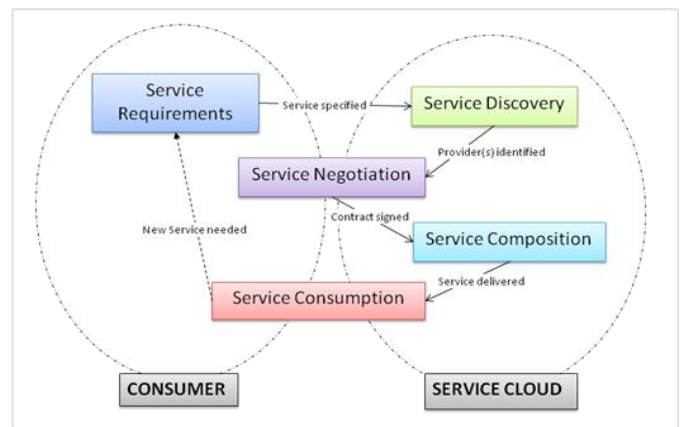 Service
Requirements
Service specified
Service Discovery
Provider(s) identified
Service Negotiation
Contract signed
New Service needed
Service Composition
Service delivered
Service Consumption
CONSUMER
SERVICE CLOUD